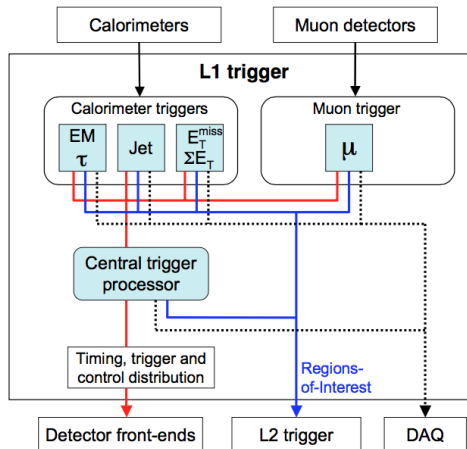 Calorimeters
Muon detectors
L1 trigger
Calorimeter triggers
Muon trigger
EM
τ
Jet
E_T^miss
ΣE_T
μ
Central trigger
processor
Timing, trigger and
control distribution
Regions-
of-Interest
Detector front-ends
L2 trigger
DAQ